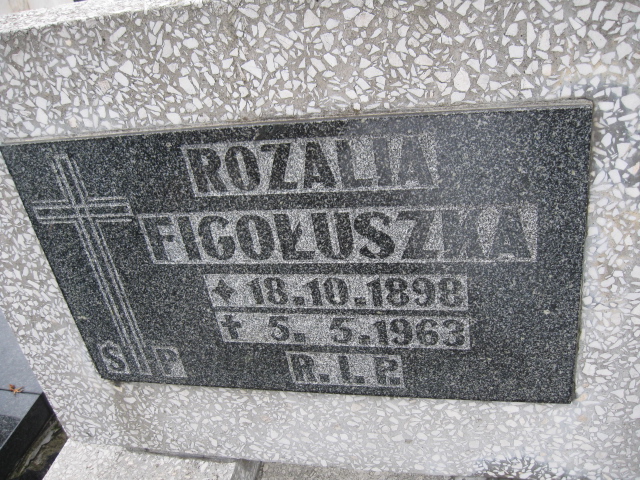 ROZALIA
FIGOŁUSZKA
+ 18.10.1898
† 5. 5.1963
Ś P R.I.P.